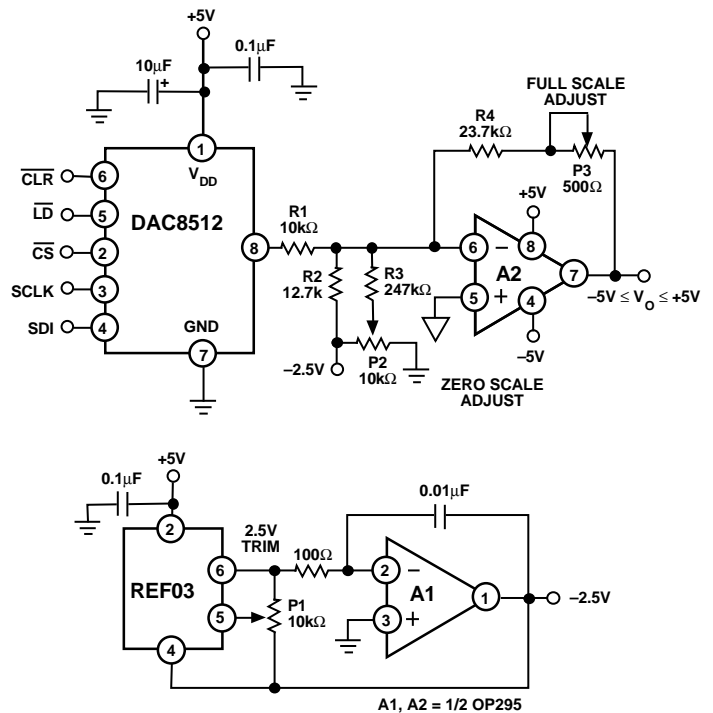 +5V
0.1µF
10µF
+
1
V_DD
CLR
6
LD
5
DAC8512
CS
2
SCLK
3
SDI
4
GND
7
8
R1
10kΩ
R2
12.7k
R3
247kΩ
–2.5V
P2
10kΩ
ZERO SCALE
ADJUST
R4
23.7kΩ
FULL SCALE
ADJUST
P3
500Ω
+5V
6
–
8
A2
7
5
+
4
–5V
–5V ≤ V_O ≤ +5V
+5V
0.1µF
2
REF03
6
5
4
2.5V
TRIM
P1
10kΩ
100Ω
0.01µF
2
–
A1
1
3
+
–2.5V
A1, A2 = 1/2 OP295